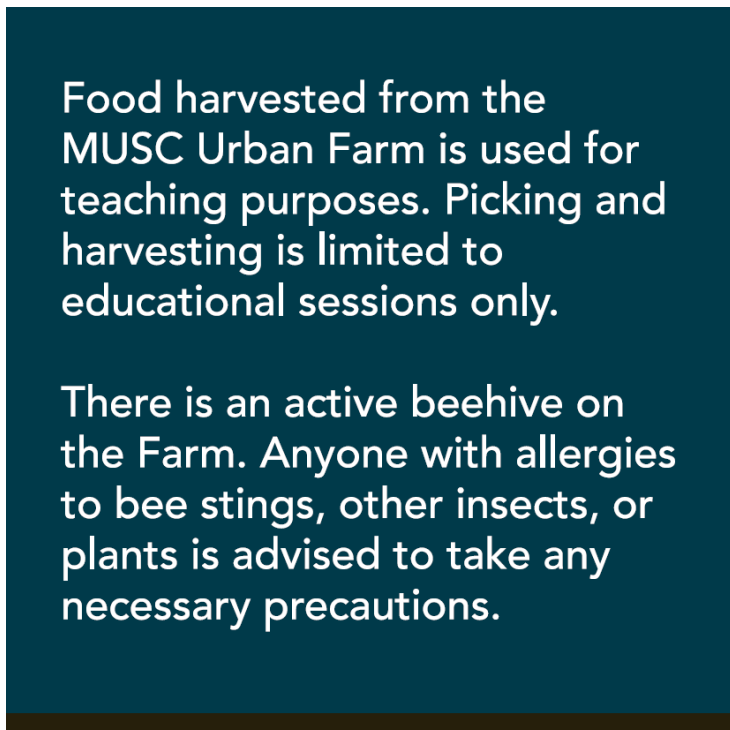 Food harvested from the
MUSC Urban Farm is used for
teaching purposes. Picking and
harvesting is limited to
educational sessions only.
There is an active beehive on
the Farm. Anyone with allergies
to bee stings, other insects, or
plants is advised to take any
necessary precautions.